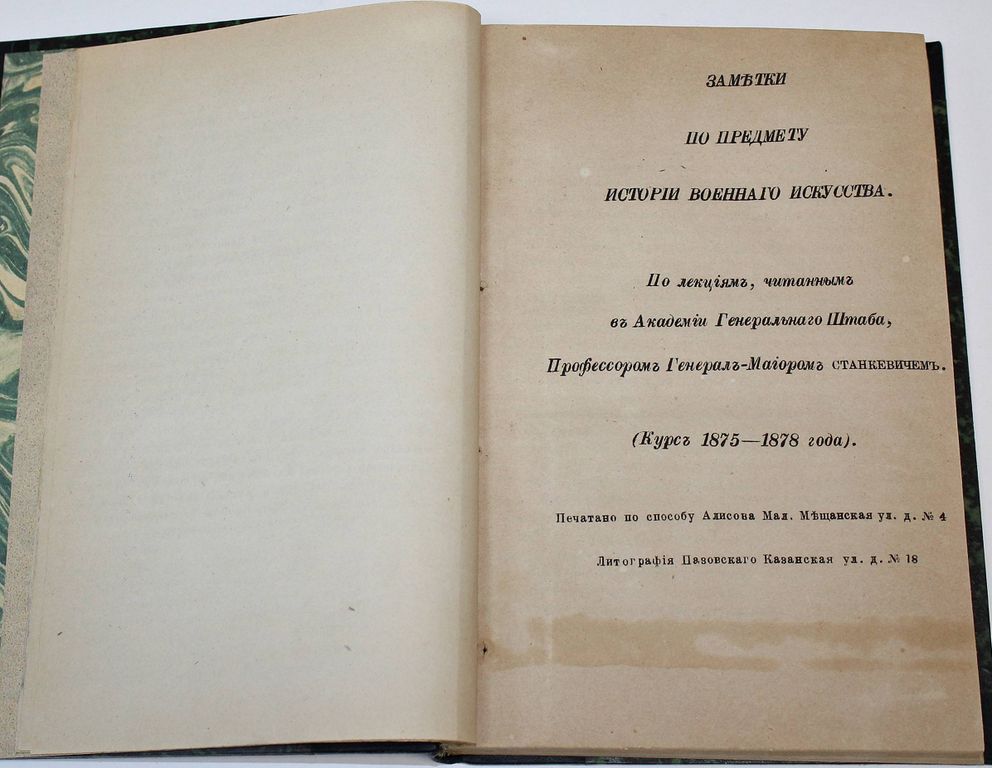 ЗАМѢТКИ
ПО ПРЕДМЕТУ
ИСТОРІИ ВОЕННАГО ИСКУССТВА.
По лекціямъ, читаннымъ
въ Академіи Генеральнаго Штаба,
Профессоромъ Генералъ-Маіоромъ СТАНКЕВИЧЕМЪ.
(Курсъ 1875—1878 года).
Печатано по способу Алисова Мал. Мѣщанская ул. д. № 4
Литографія Пазовскаго Казанская ул. д. № 18